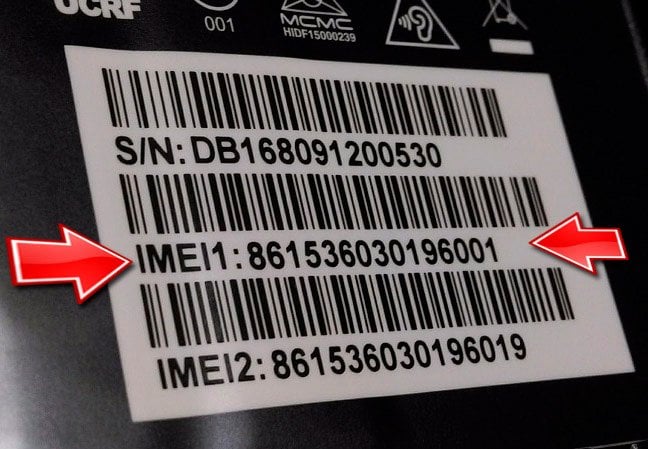 UCRF
001
MCMC
HIDF15000239
S/N: DB168091200530
IMEI1: 861536030196001
IMEI2: 861536030196019